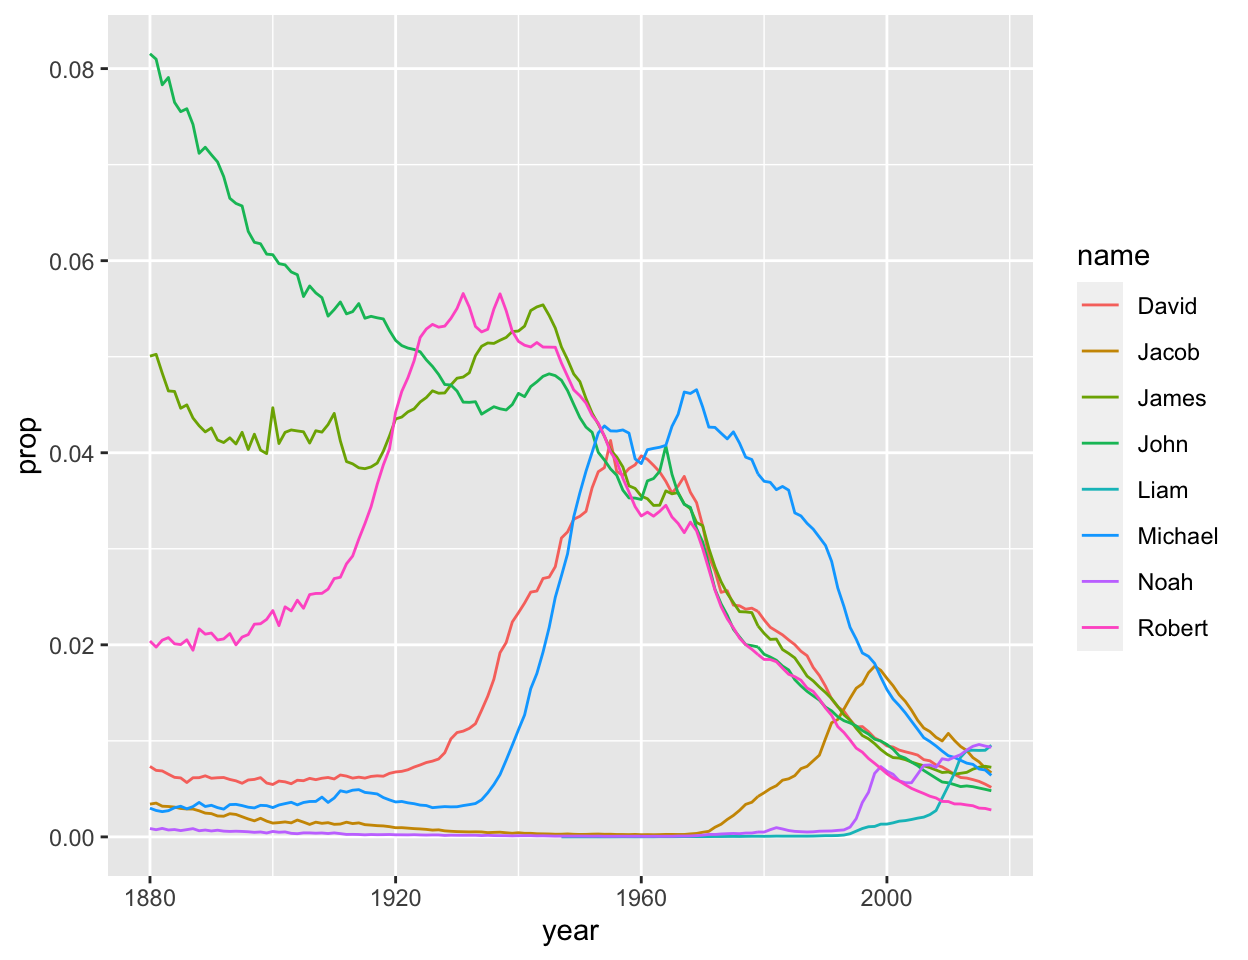 0.08
0.06
0.04
0.02
0.00
prop
1880 1920 1960 2000
year
name
David
Jacob
James
John
Liam
Michael
Noah
Robert